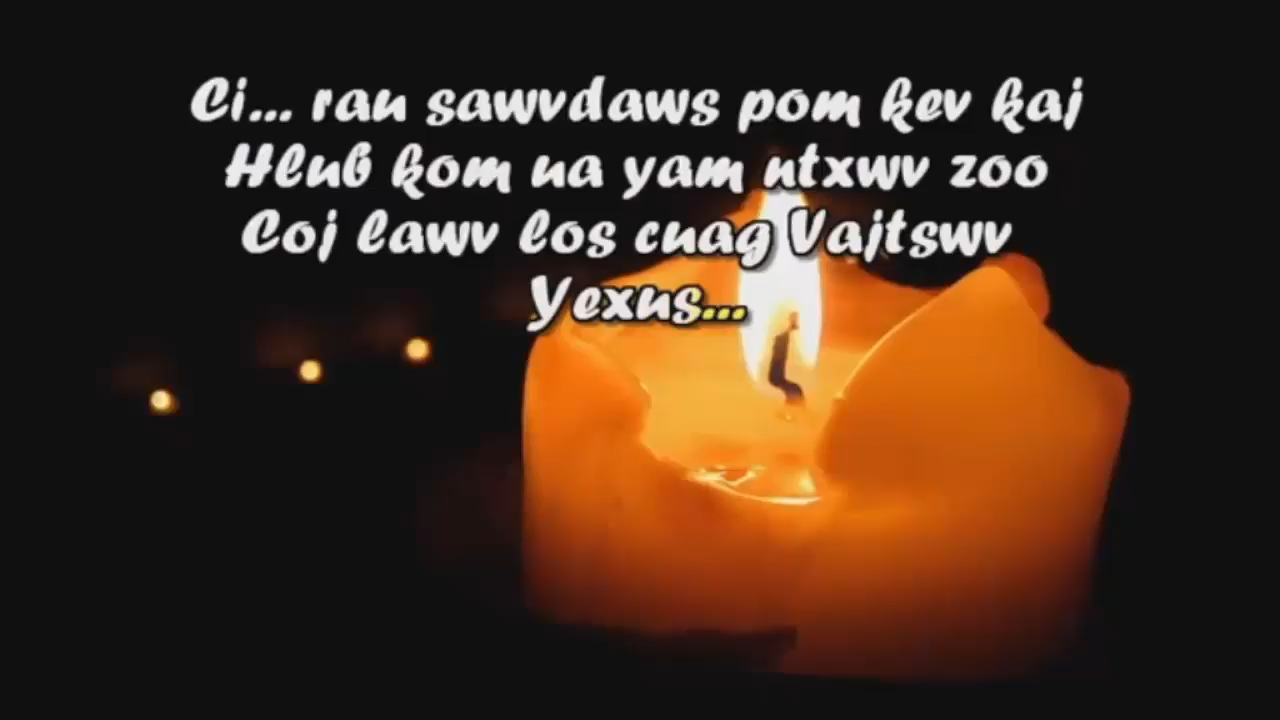 Ci... rau sawvdaws pom kev kaj
Hlub kom ua yam ntxwv zoo
Coj lawv los cuag Vajtswv
Yexus...